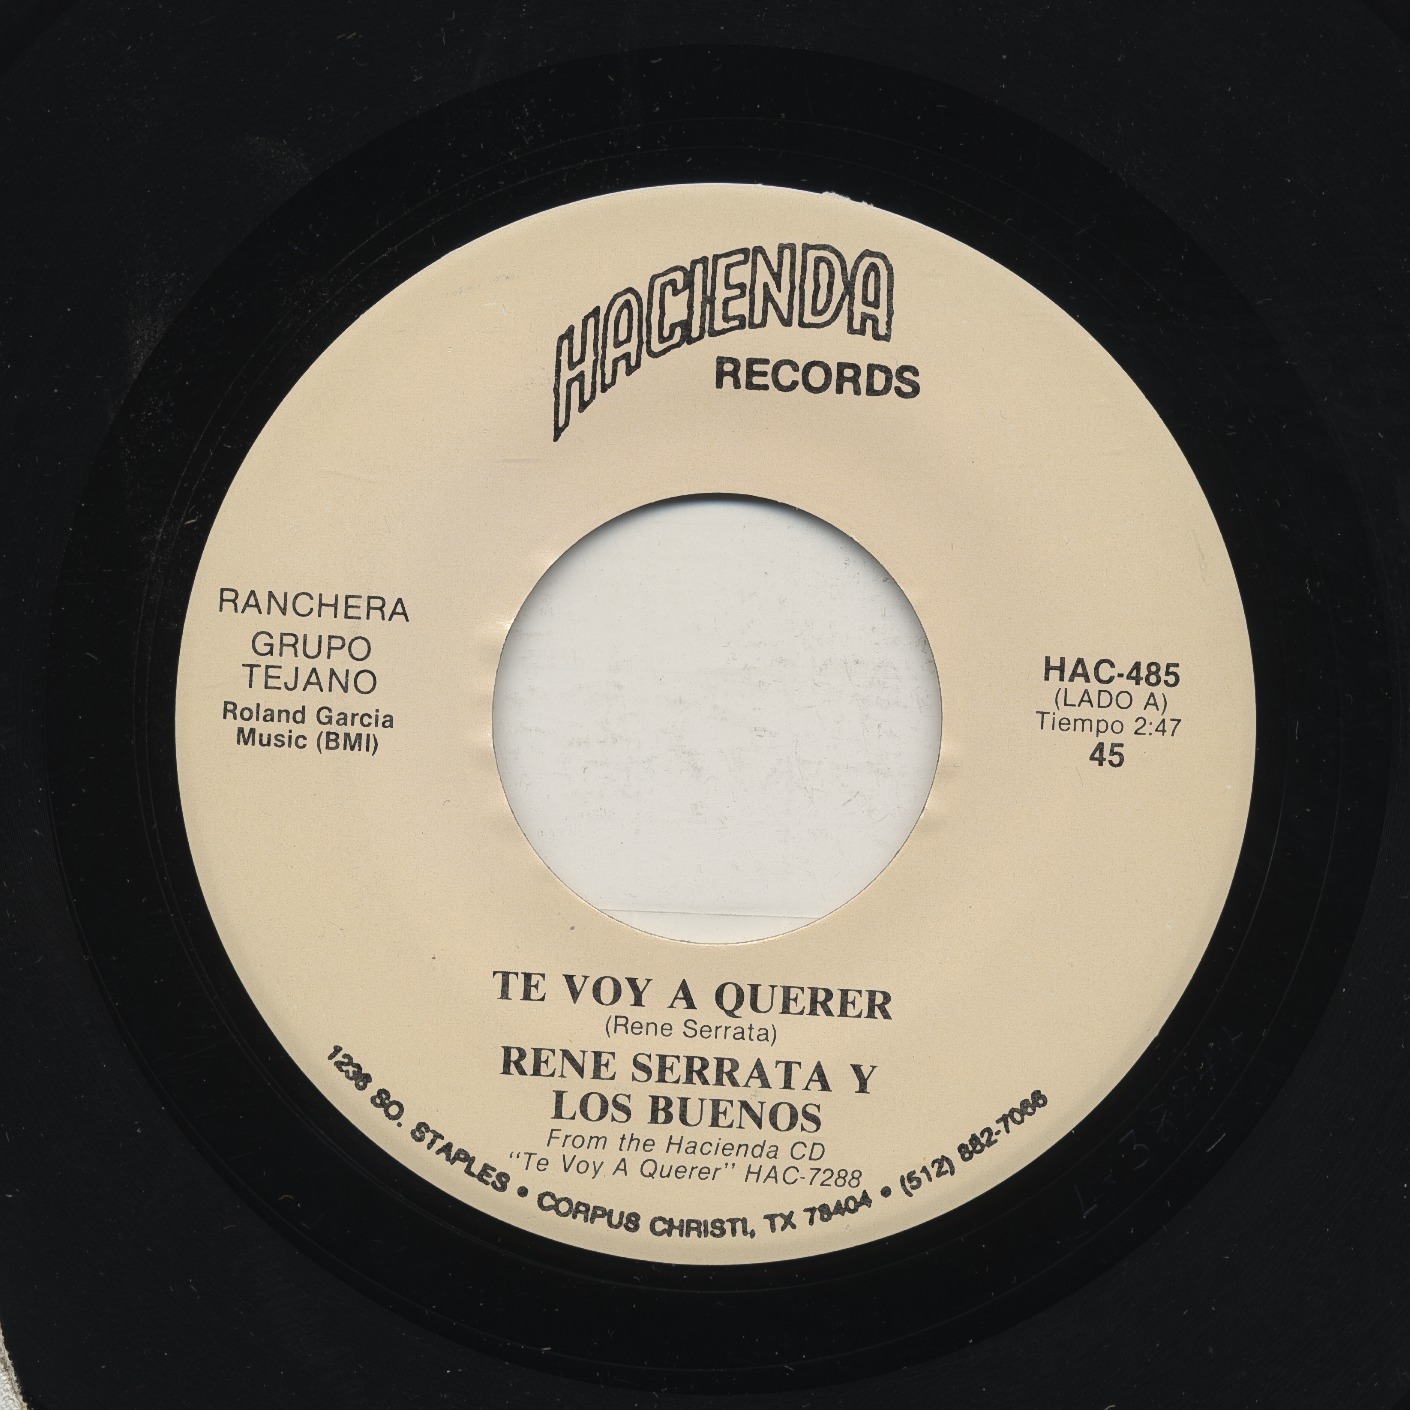 HACIENDA
RECORDS
RANCHERA
GRUPO
TEJANO
Roland Garcia
Music (BMI)
HAC-485
(LADO A)
Tiempo 2:47
45
TE VOY A QUERER
(Rene Serrata)
RENE SERRATA Y
LOS BUENOS
From the Hacienda CD
"Te Voy A Querer" HAC-7288
1236 SO. STAPLES • CORPUS CHRISTI, TX 78404 • (512) 882-7066